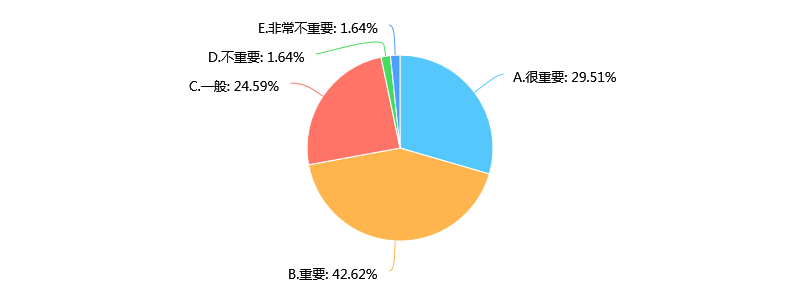 E.非常不重要: 1.64%
D.不重要: 1.64%
A.很重要: 29.51%
C.一般: 24.59%
B.重要: 42.62%